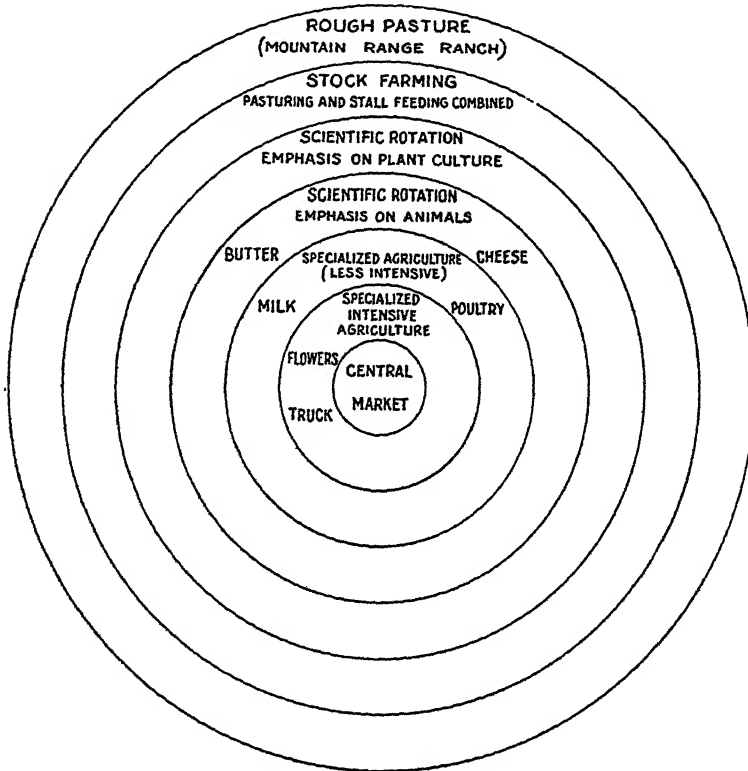 ROUGH PASTURE
(MOUNTAIN RANGE RANCH)
STOCK FARMING
PASTURING AND STALL FEEDING COMBINED
SCIENTIFIC ROTATION
EMPHASIS ON PLANT CULTURE
SCIENTIFIC ROTATION
EMPHASIS ON ANIMALS
BUTTER
SPECIALIZED AGRICULTURE
(LESS INTENSIVE)
CHEESE
MILK
SPECIALIZED
INTENSIVE
AGRICULTURE
POULTRY
FLOWERS
CENTRAL
MARKET
TRUCK